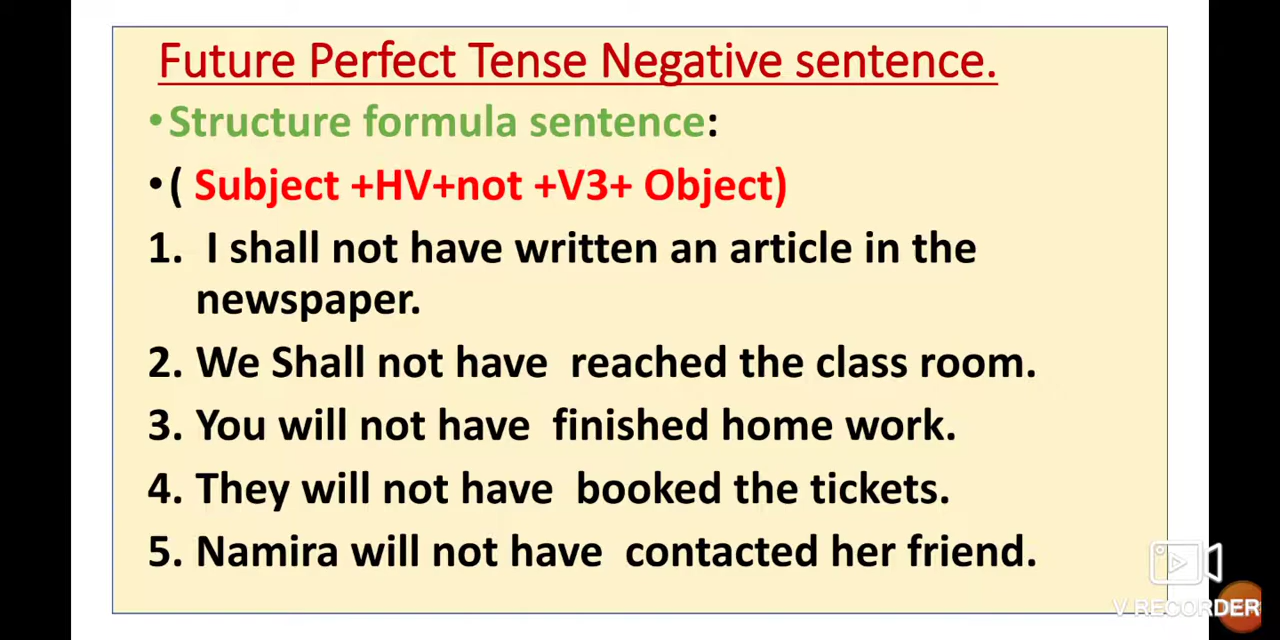 Future Perfect Tense Negative sentence.
•Structure formula sentence:
•( Subject +HV+not +V3+ Object)
1. I shall not have written an article in the
newspaper.
2. We Shall not have reached the class room.
3. You will not have finished home work.
4. They will not have booked the tickets.
5. Namira will not have contacted her friend.
V RECORDER